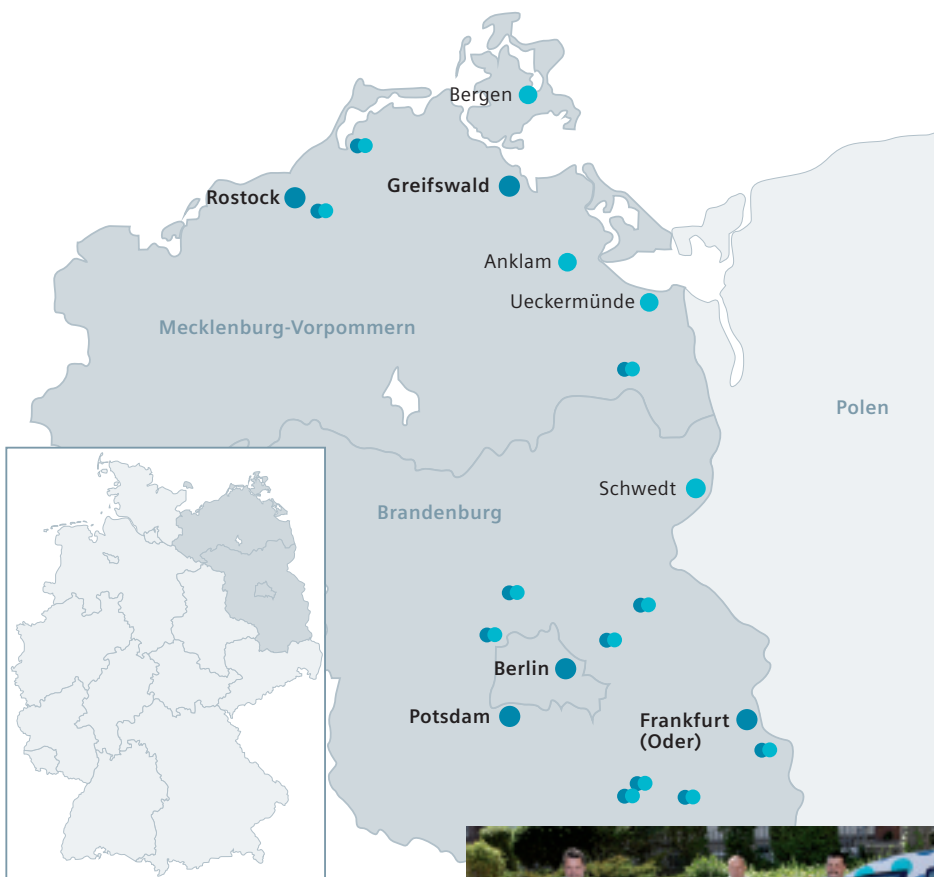 Bergen
Rostock
Greifswald
Anklam
Ueckermünde
Mecklenburg-Vorpommern
Polen
Schwedt
Brandenburg
Berlin
Potsdam
Frankfurt
(Oder)